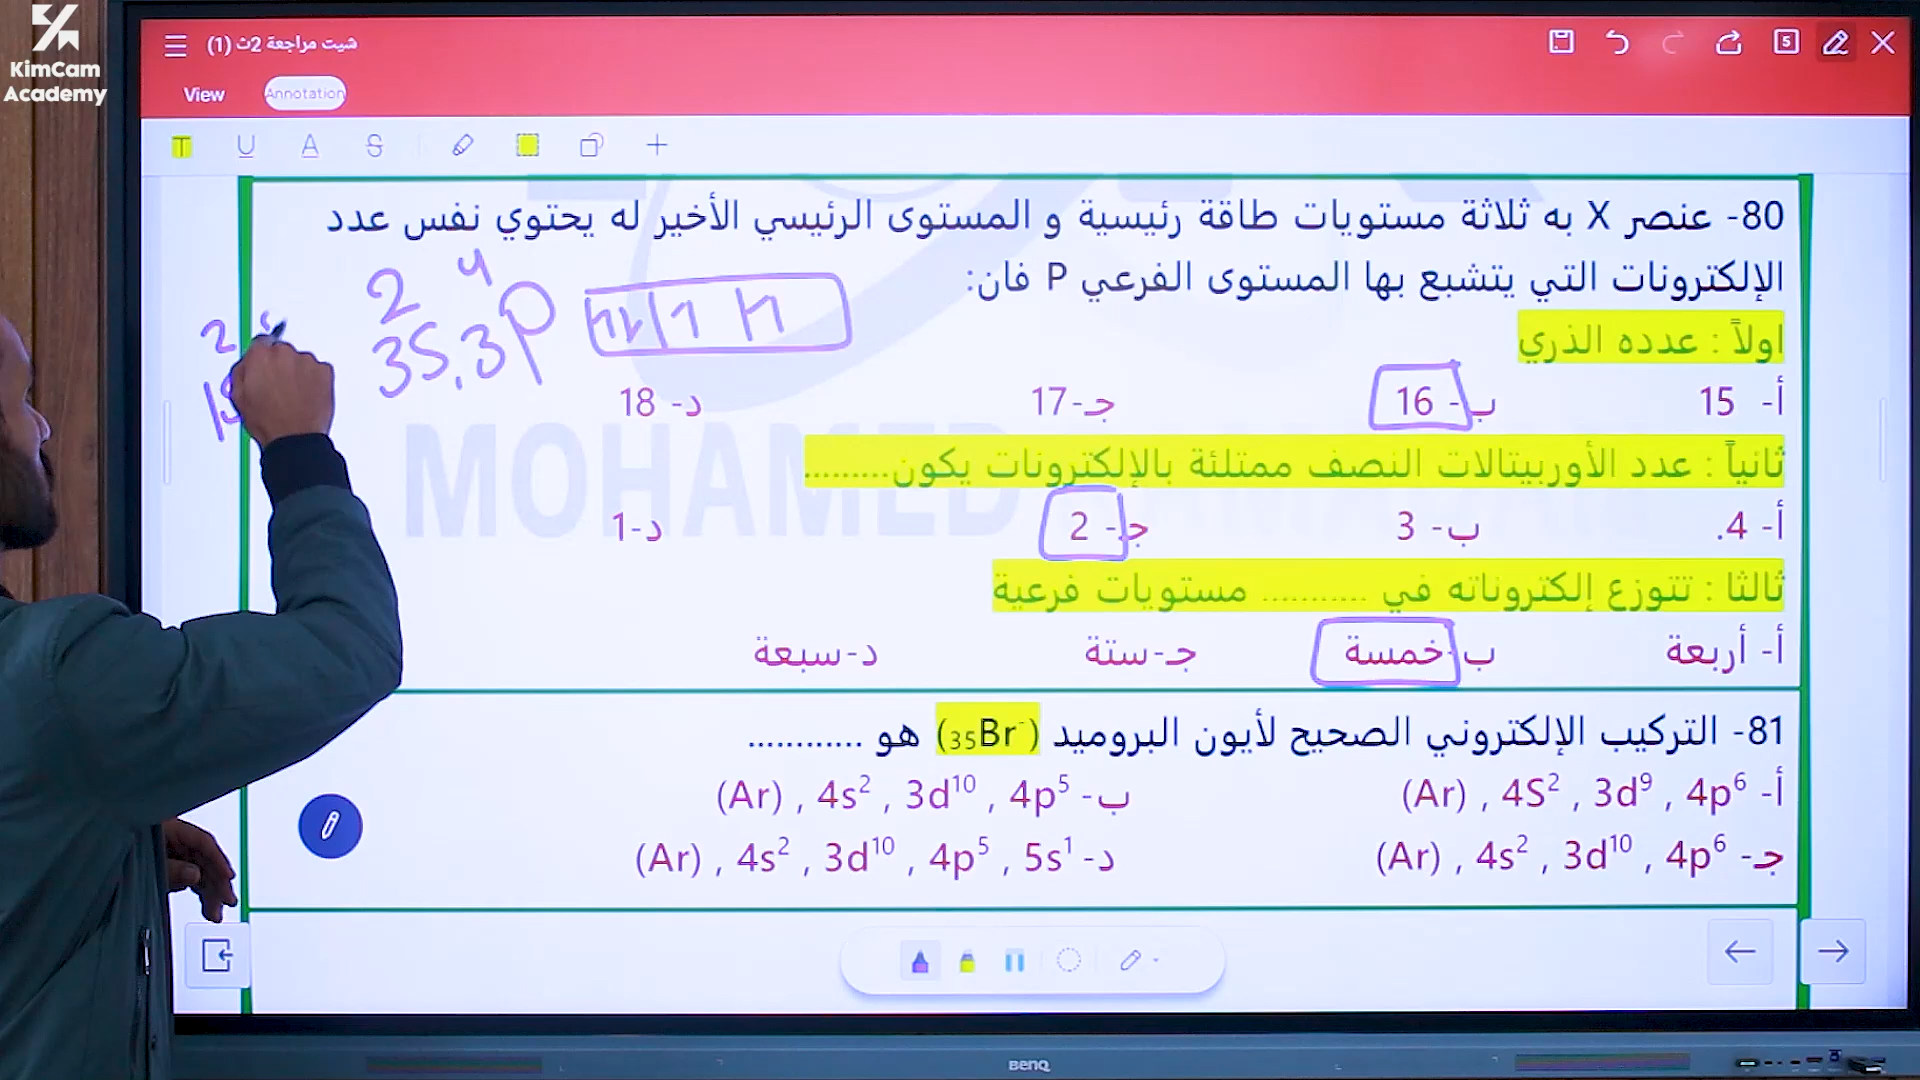 KimCam
Academy
شيت مراجعة 2ث (1)
View
Annotation
80- عنصر X به ثلاثة مستويات طاقة رئيسية و المستوى الرئيسي الأخير له يحتوي نفس عدد
الإلكترونات التي يتشبع بها المستوى الفرعي P فان:
3S² , 3p⁴
اولاً : عدده الذري
أ- 15 ب- 16 جـ- 17 د- 18
ثانياً : عدد الأوربيتالات النصف ممتلئة بالإلكترونات يكون.........
أ- 4. ب- 3 جـ- 2 د-1
ثالثا : تتوزع إلكتروناته في ........... مستويات فرعية
أ- أربعة ب-خمسة جـ-ستة د-سبعة
81- التركيب الإلكتروني الصحيح لأيون البروميد (₃₅Br⁻) هو ............
أ- (Ar) , 4S² , 3d⁹ , 4p⁶ ب- (Ar) , 4s² , 3d¹⁰ , 4p⁵
جـ- (Ar) , 4s² , 3d¹⁰ , 4p⁶ د- (Ar) , 4s² , 3d¹⁰ , 4p⁵ , 5s¹
MOHAMED
BenQ